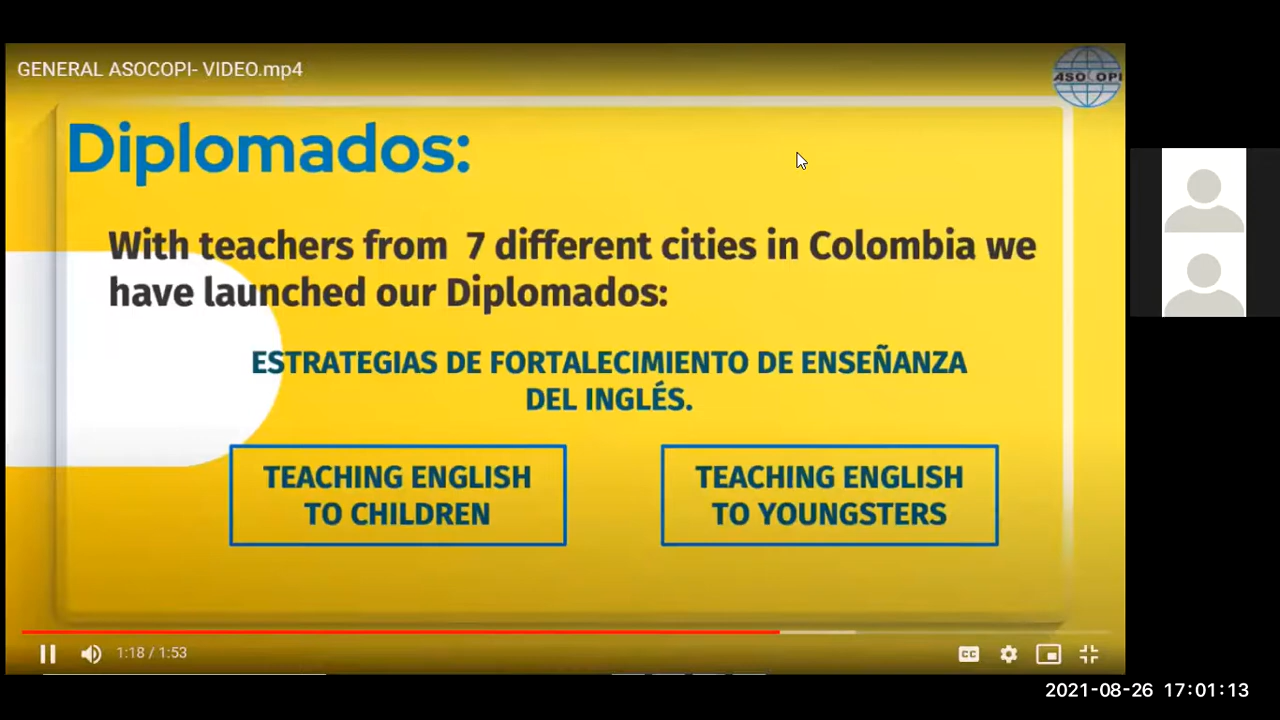 GENERAL ASOCOPI- VIDEO.mp4
ASOCOPI
Diplomados:
With teachers from 7 different cities in Colombia we
have launched our Diplomados:
ESTRATEGIAS DE FORTALECIMIENTO DE ENSEÑANZA
DEL INGLÉS.
TEACHING ENGLISH
TO CHILDREN
TEACHING ENGLISH
TO YOUNGSTERS
1:18 / 1:53
CC
2021-08-26 17:01:13